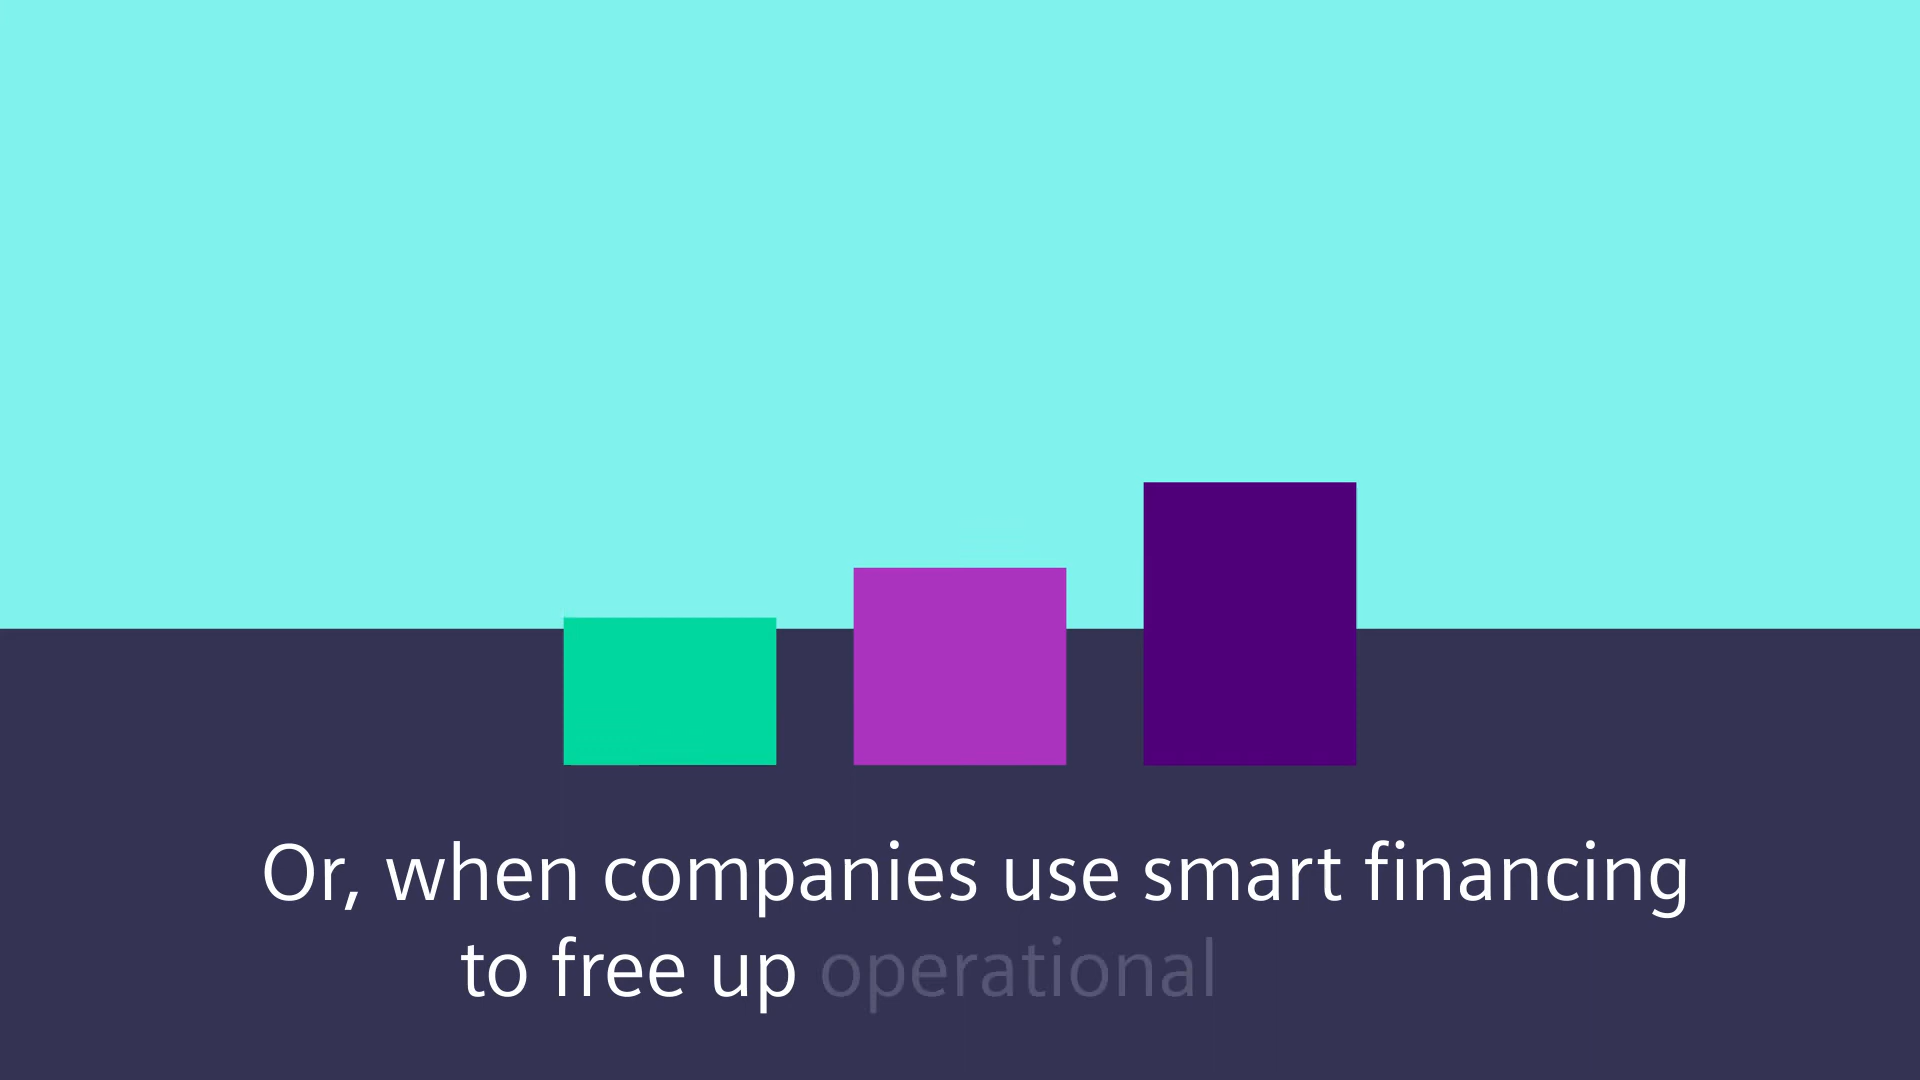 Or, when companies use smart financing
to free up operational